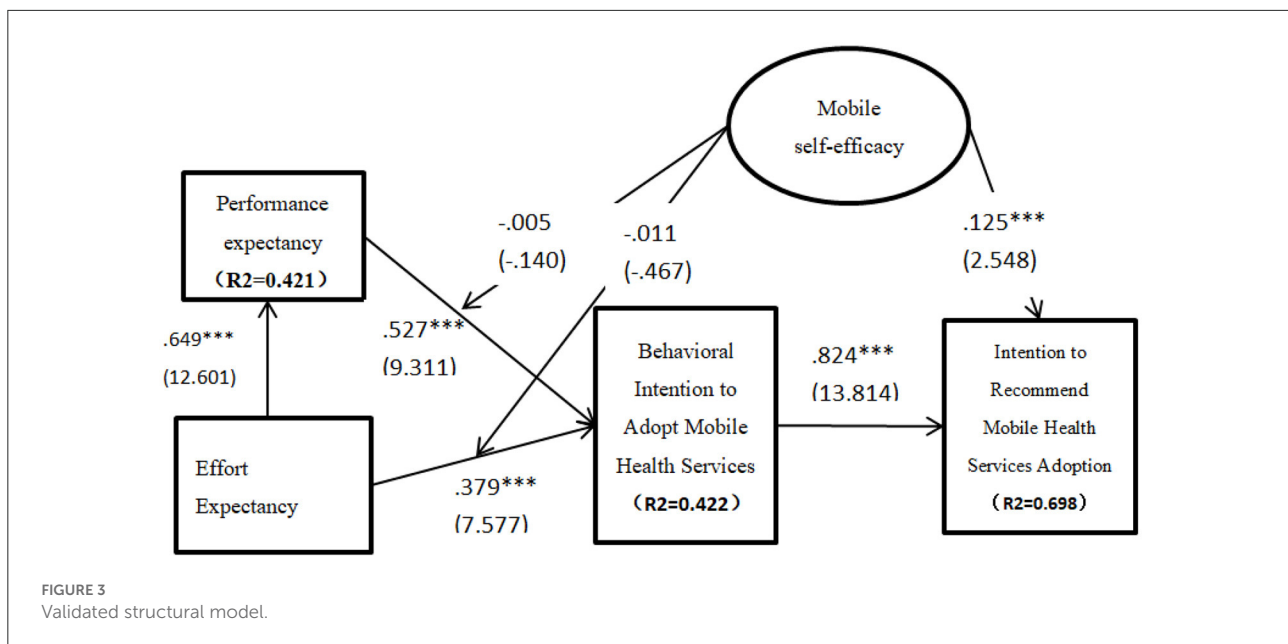 Mobile
self-efficacy
Performance
expectancy
（R2=0.421）
-.005
(-.140)
-.011
(-.467)
.125***
(2.548)
.649***
(12.601)
.527***
(9.311)
Behavioral
Intention to
Adopt Mobile
Health Services
（R2=0.422）
.824***
(13.814)
Intention to
Recommend
Mobile Health
Services Adoption
（R2=0.698）
Effort
Expectancy
.379***
(7.577)
FIGURE 3
Validated structural model.